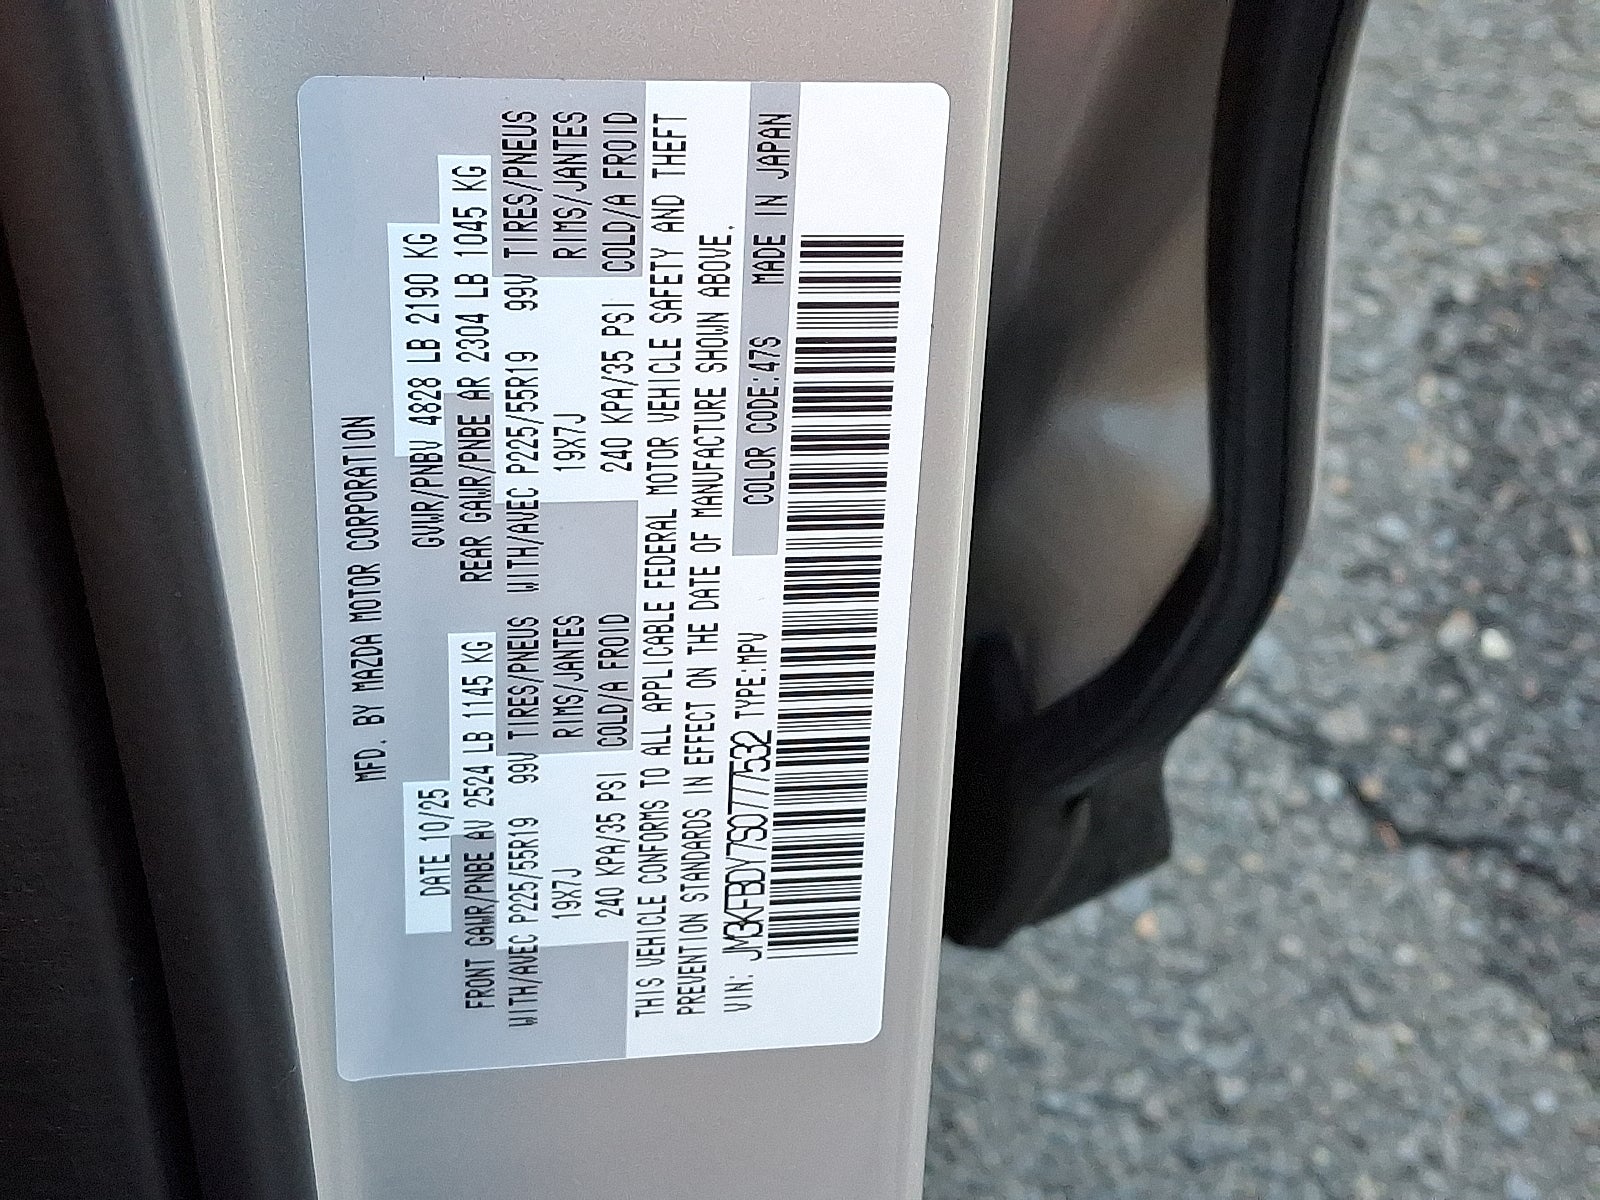 MFD. BY MAZDA MOTOR CORPORATION
DATE 10/25 GVWR/PNBV 4828 LB 2190 KG
FRONT GAWR/PNBE AV 2524 LB 1145 KG REAR GAWR/PNBE AR 2304 LB 1045 KG
WITH/AVEC P225/55R19 99V TIRES/PNEUS WITH/AVEC P225/55R19 99V TIRES/PNEUS
19X7J RIMS/JANTES 19X7J RIMS/JANTES
240 KPA/35 PSI COLD/A FROID 240 KPA/35 PSI COLD/A FROID
THIS VEHICLE CONFORMS TO ALL APPLICABLE FEDERAL MOTOR VEHICLE SAFETY AND THEFT
PREVENTION STANDARDS IN EFFECT ON THE DATE OF MANUFACTURE SHOWN ABOVE.
VIN: JM3KFBDY7S0777532 TYPE:MPV COLOR CODE:47S MADE IN JAPAN